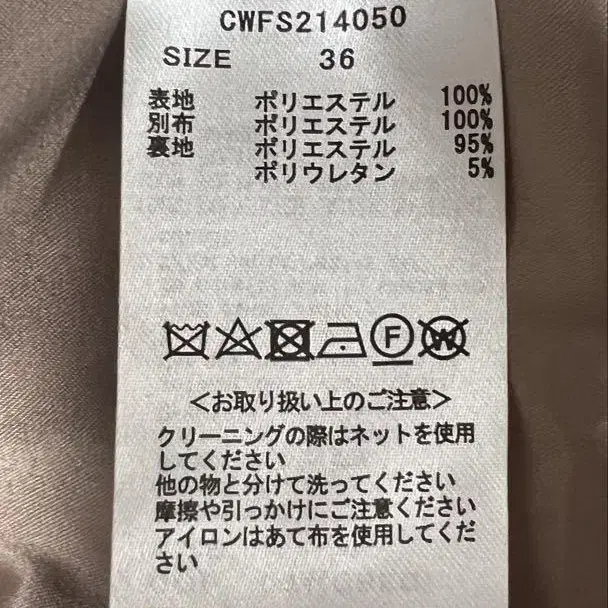 CWFS214050
SIZE 36
表地 ポリエステル 100%
別布 ポリエステル 100%
裏地 ポリエステル 95%
ポリウレタン 5%
F
W
<お取り扱い上のご注意>
クリーニングの際はネットを使用
してください
他の物と分けて洗ってください
摩擦や引っかけにご注意ください
アイロンはあて布を使用してくだ
さい